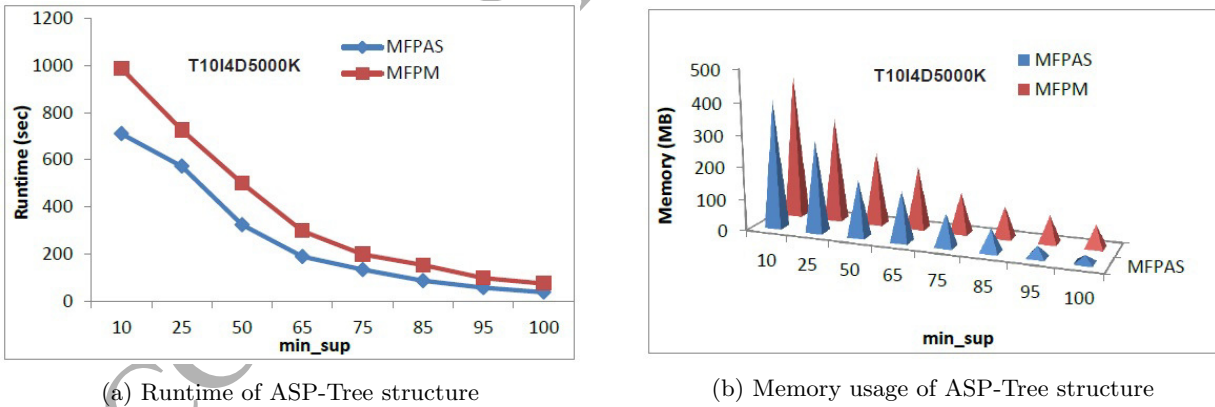 1200
1000
800
600
400
200
0
Runtime (sec)
T10I4D5000K
MFPAS
MFPM
10 25 50 65 75 85 95 100
min_sup
(a) Runtime of ASP-Tree structure
500
400
300
200
100
0
Memory (MB)
T10I4D5000K
MFPAS
MFPM
10 25 50 65 75 85 95 100
MFPAS
min_sup
(b) Memory usage of ASP-Tree structure